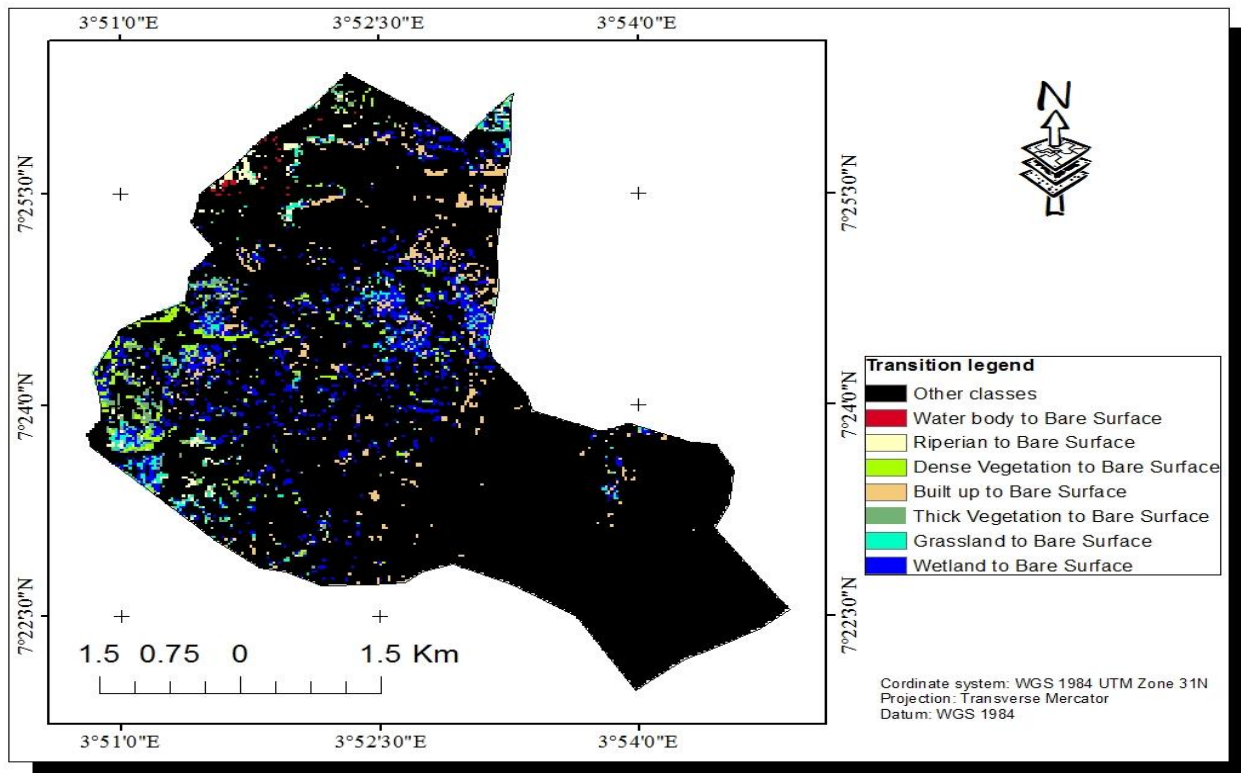 3°51'0"E 3°52'30"E 3°54'0"E
N
7°25'30"N 7°25'30"N
7°24'0"N 7°24'0"N
7°22'30"N 7°22'30"N
Transition legend
Other classes
Water body to Bare Surface
Riperian to Bare Surface
Dense Vegetation to Bare Surface
Built up to Bare Surface
Thick Vegetation to Bare Surface
Grassland to Bare Surface
Wetland to Bare Surface
1.5 0.75 0 1.5 Km
Cordinate system: WGS 1984 UTM Zone 31N
Projection: Transverse Mercator
Datum: WGS 1984
3°51'0"E 3°52'30"E 3°54'0"E